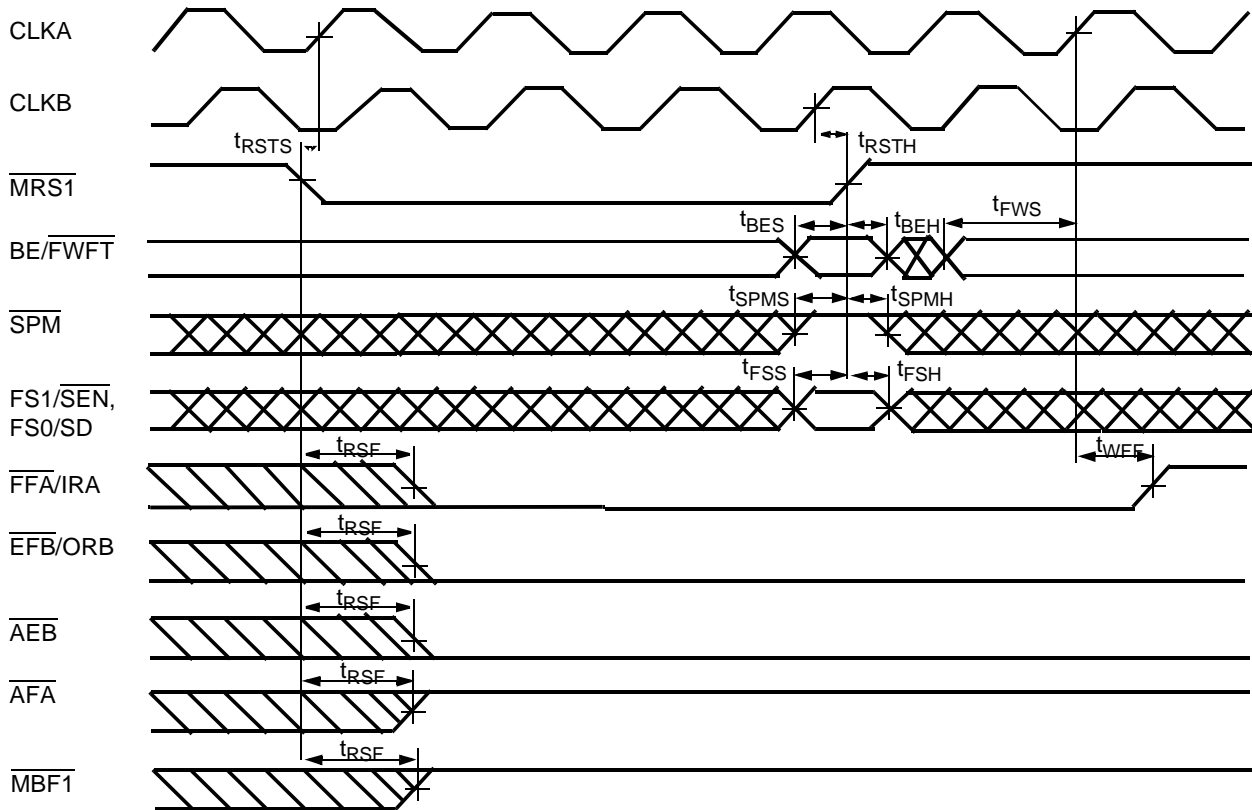 CLKA
CLKB
tRSTS
tRSTH
MRS1
tFWS
tBES
tBEH
BE/FWFT
tSPMS
tSPMH
SPM
tFSS
tFSH
FS1/SEN,
FS0/SD
tRSF
tWFF
FFA/IRA
tRSF
EFB/ORB
tRSF
AEB
tRSF
AFA
tRSF
MBF1